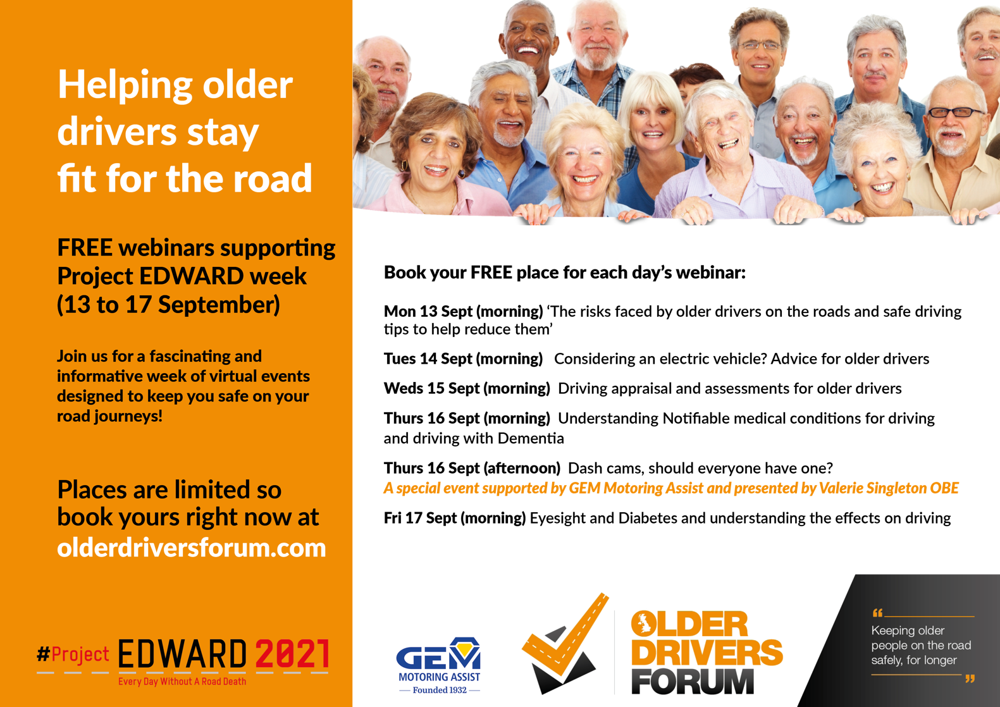 Helping older
drivers stay
fit for the road
FREE webinars supporting
Project EDWARD week
(13 to 17 September)
Join us for a fascinating and
informative week of virtual events
designed to keep you safe on your
road journeys!
Places are limited so
book yours right now at
olderdriversforum.com
#Project EDWARD 2021
Every Day Without A Road Death
Book your FREE place for each day’s webinar:
Mon 13 Sept (morning) ‘The risks faced by older drivers on the roads and safe driving
tips to help reduce them’
Tues 14 Sept (morning) Considering an electric vehicle? Advice for older drivers
Weds 15 Sept (morning) Driving appraisal and assessments for older drivers
Thurs 16 Sept (morning) Understanding Notifiable medical conditions for driving
and driving with Dementia
Thurs 16 Sept (afternoon) Dash cams, should everyone have one?
A special event supported by GEM Motoring Assist and presented by Valerie Singleton OBE
Fri 17 Sept (morning) Eyesight and Diabetes and understanding the effects on driving
GEM
MOTORING ASSIST
Founded 1932
OLDER
DRIVERS
FORUM
“
Keeping older
people on the road
safely, for longer
”